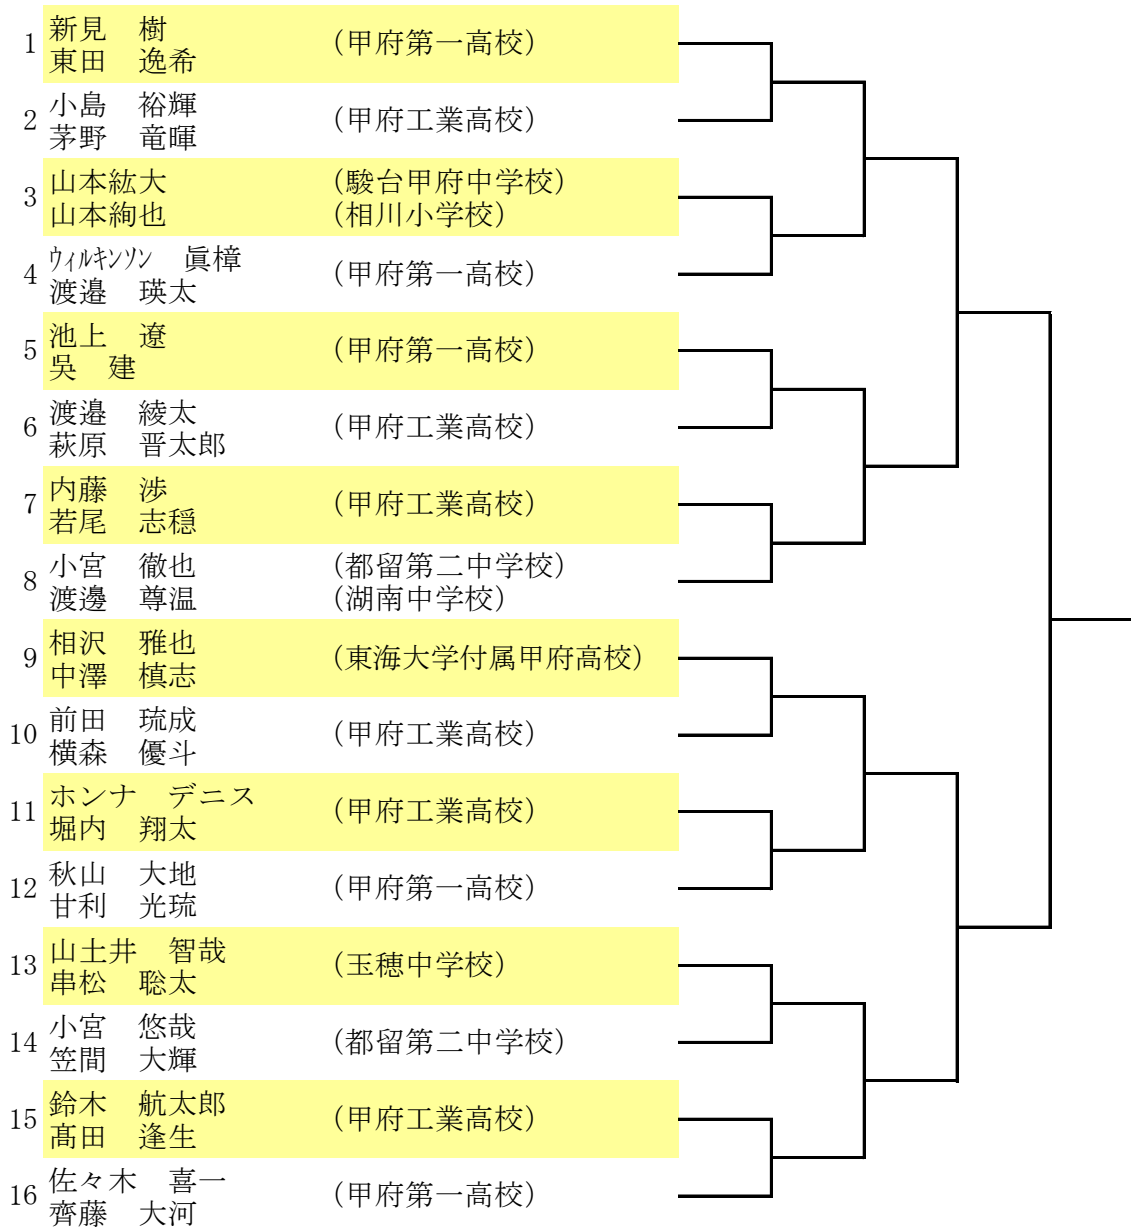 1 新見　樹 (甲府第一高校)
東田　逸希
2 小島　裕輝 (甲府工業高校)
茅野　竜暉
3 山本紘大 (駿台甲府中学校)
山本絢也 (相川小学校)
4 ｳｨﾙｷﾝｿﾝ　眞樟 (甲府第一高校)
渡邉　瑛太
5 池上　遼 (甲府第一高校)
呉　建
6 渡邉　綾太 (甲府工業高校)
萩原　晋太郎
7 内藤　渉 (甲府工業高校)
若尾　志穏
8 小宮　徹也 (都留第二中学校)
渡邊　尊温 (湖南中学校)
9 相沢　雅也 (東海大学付属甲府高校)
中澤　槙志
10 前田　琉成 (甲府工業高校)
横森　優斗
11 ホンナ　デニス (甲府工業高校)
堀内　翔太
12 秋山　大地 (甲府第一高校)
甘利　光琉
13 山土井　智哉 (玉穂中学校)
串松　聡太
14 小宮　悠哉 (都留第二中学校)
笠間　大輝
15 鈴木　航太郎 (甲府工業高校)
髙田　逢生
16 佐々木　喜一 (甲府第一高校)
齊藤　大河